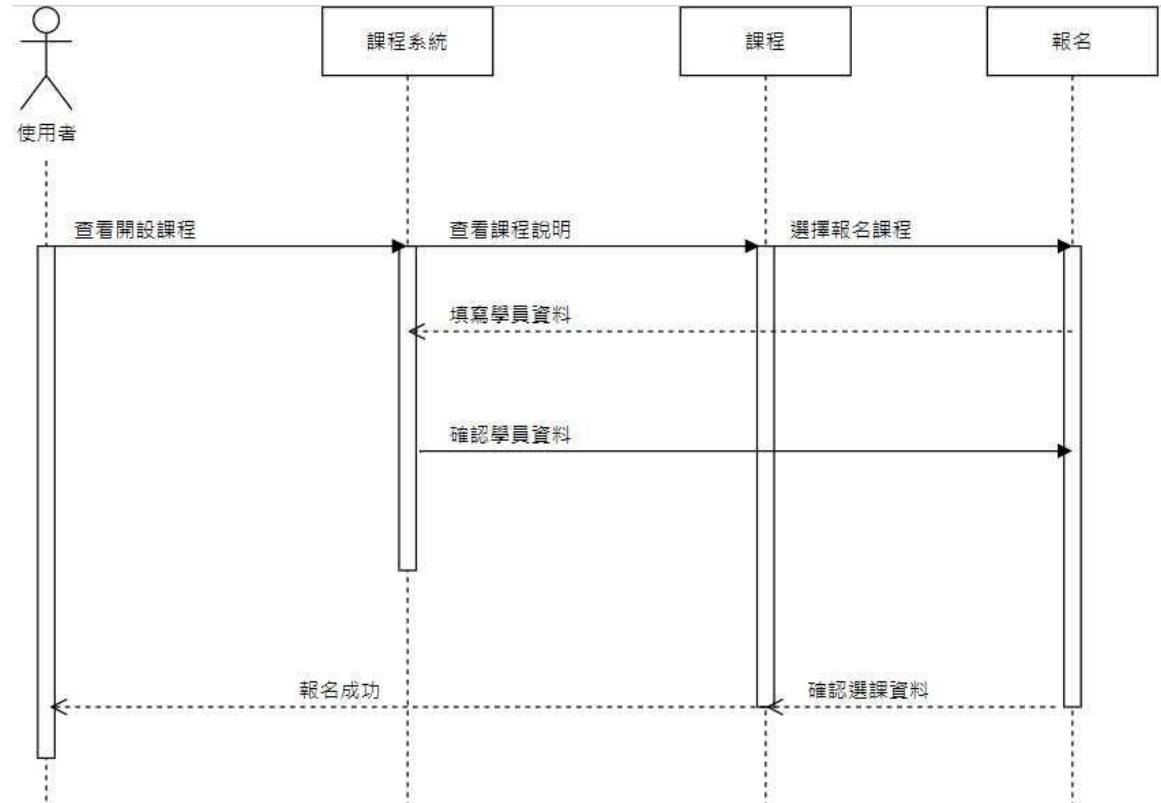 課程系統
課程
報名
使用者
查看開設課程
查看課程說明
選擇報名課程
填寫學員資料
確認學員資料
報名成功
確認選課資料